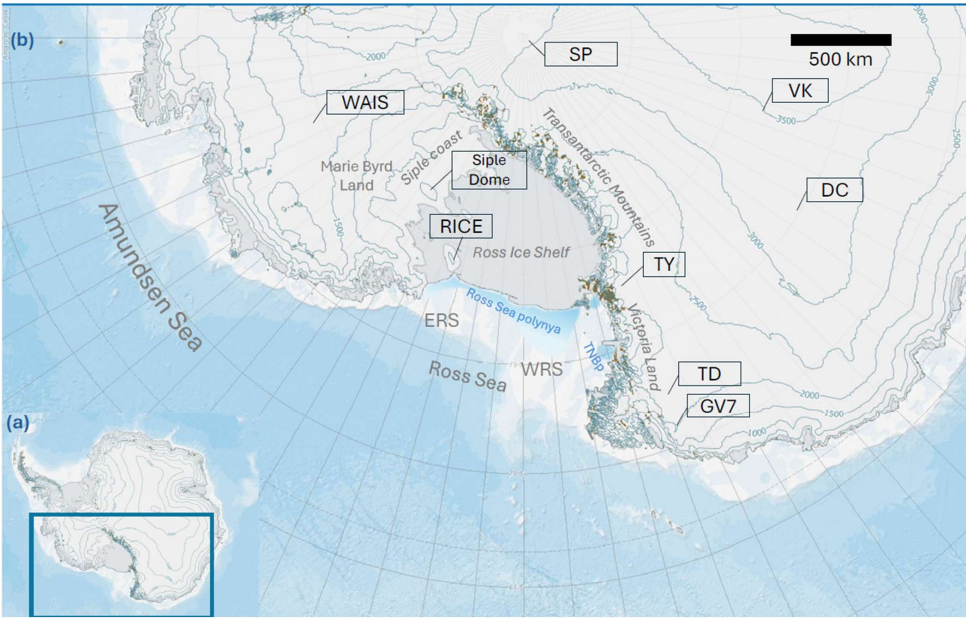 (b)
SP
500 km
2000
3000
WAIS
VK
3500
Transantarctic Mountains
Siple coast
Marie Byrd
Land
Siple
Dome
DC
1500
RICE
Ross Ice Shelf
3000
TY
2500
Amundsen Sea
Ross Sea polynya
ERS
Victoria Land
TNBp
WRS
Ross Sea
TD
GV7
2000
1500
1000
(a)